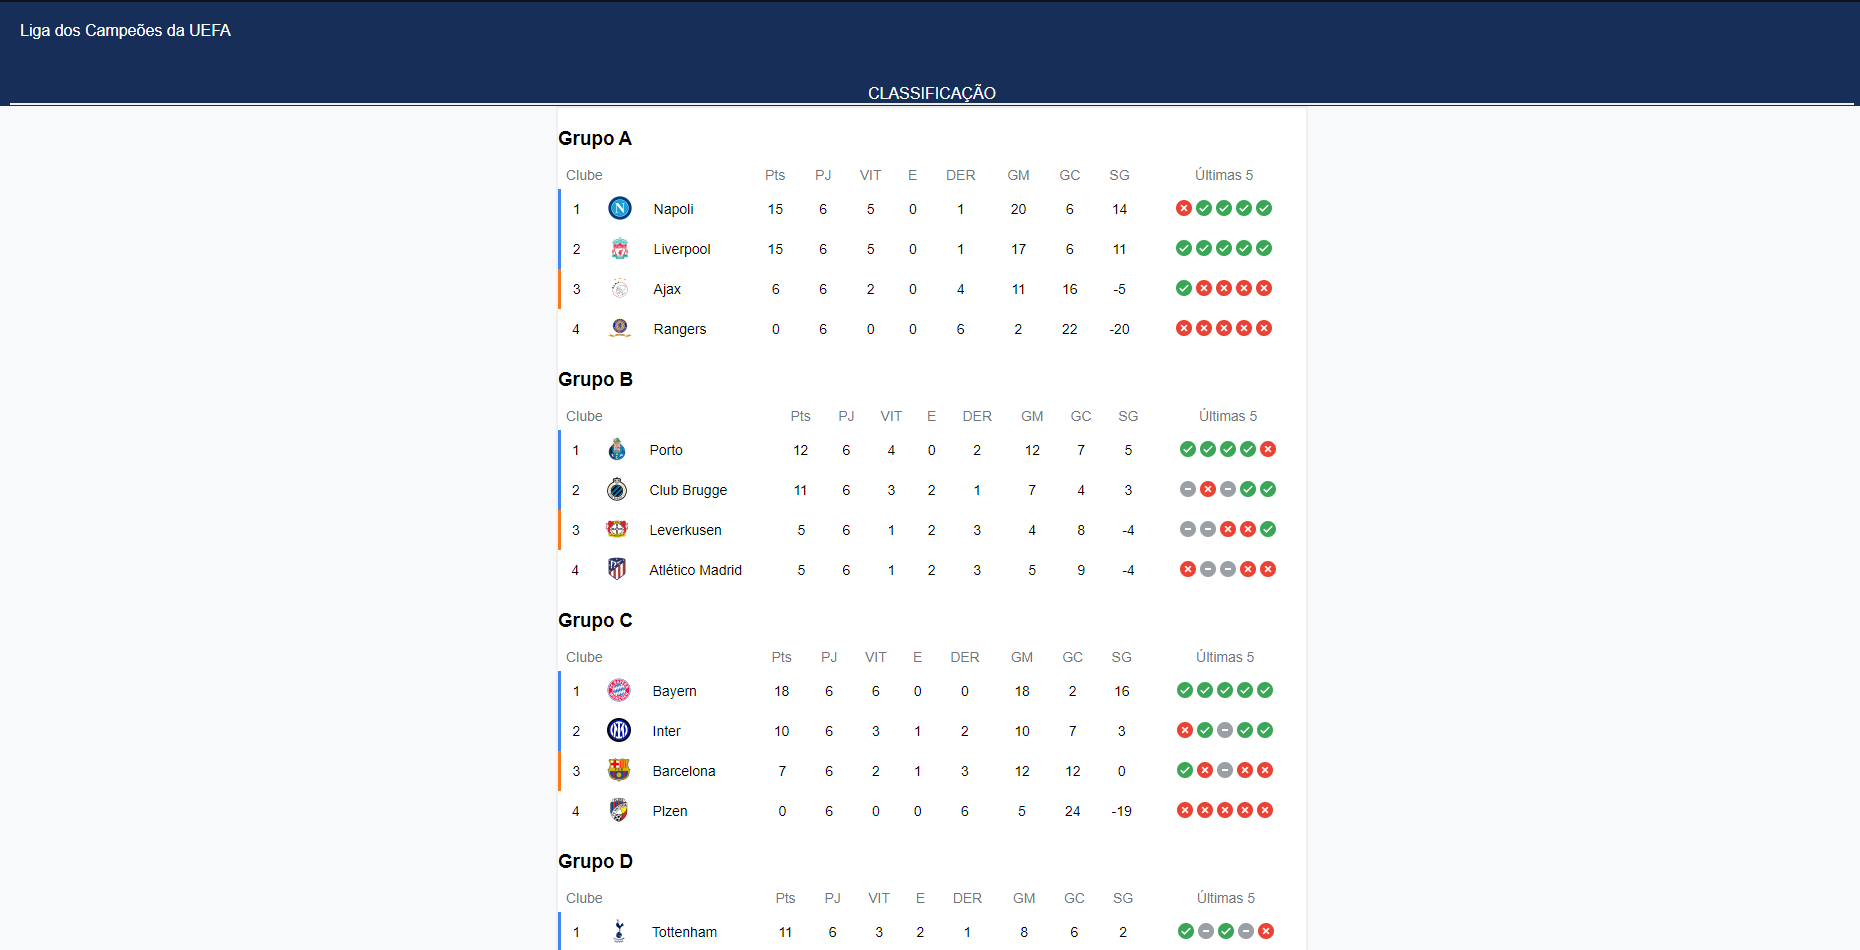 Liga dos Campeões da UEFA
CLASSIFICAÇÃO
Grupo A
Clube Pts PJ VIT E DER GM GC SG Últimas 5
1 Napoli 15 6 5 0 1 20 6 14
2 Liverpool 15 6 5 0 1 17 6 11
3 Ajax 6 6 2 0 4 11 16 -5
4 Rangers 0 6 0 0 6 2 22 -20
Grupo B
Clube Pts PJ VIT E DER GM GC SG Últimas 5
1 Porto 12 6 4 0 2 12 7 5
2 Club Brugge 11 6 3 2 1 7 4 3
3 Leverkusen 5 6 1 2 3 4 8 -4
4 Atlético Madrid 5 6 1 2 3 5 9 -4
Grupo C
Clube Pts PJ VIT E DER GM GC SG Últimas 5
1 Bayern 18 6 6 0 0 18 2 16
2 Inter 10 6 3 1 2 10 7 3
3 Barcelona 7 6 2 1 3 12 12 0
4 Plzen 0 6 0 0 6 5 24 -19
Grupo D
Clube Pts PJ VIT E DER GM GC SG Últimas 5
1 Tottenham 11 6 3 2 1 8 6 2